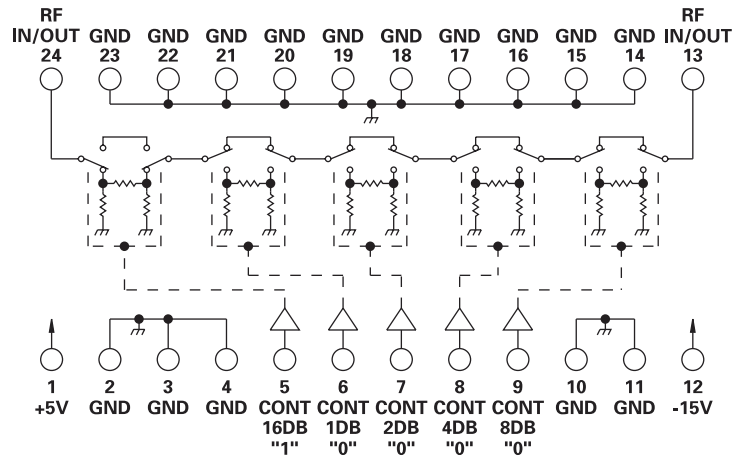 RF RF
IN/OUT GND GND GND GND GND GND GND GND GND GND IN/OUT
24 23 22 21 20 19 18 17 16 15 14 13
1 2 3 4 5 6 7 8 9 10 11 12
+5V GND GND GND CONT CONT CONT CONT CONT GND GND -15V
16DB 1DB 2DB 4DB 8DB
"1" "0" "0" "0" "0"